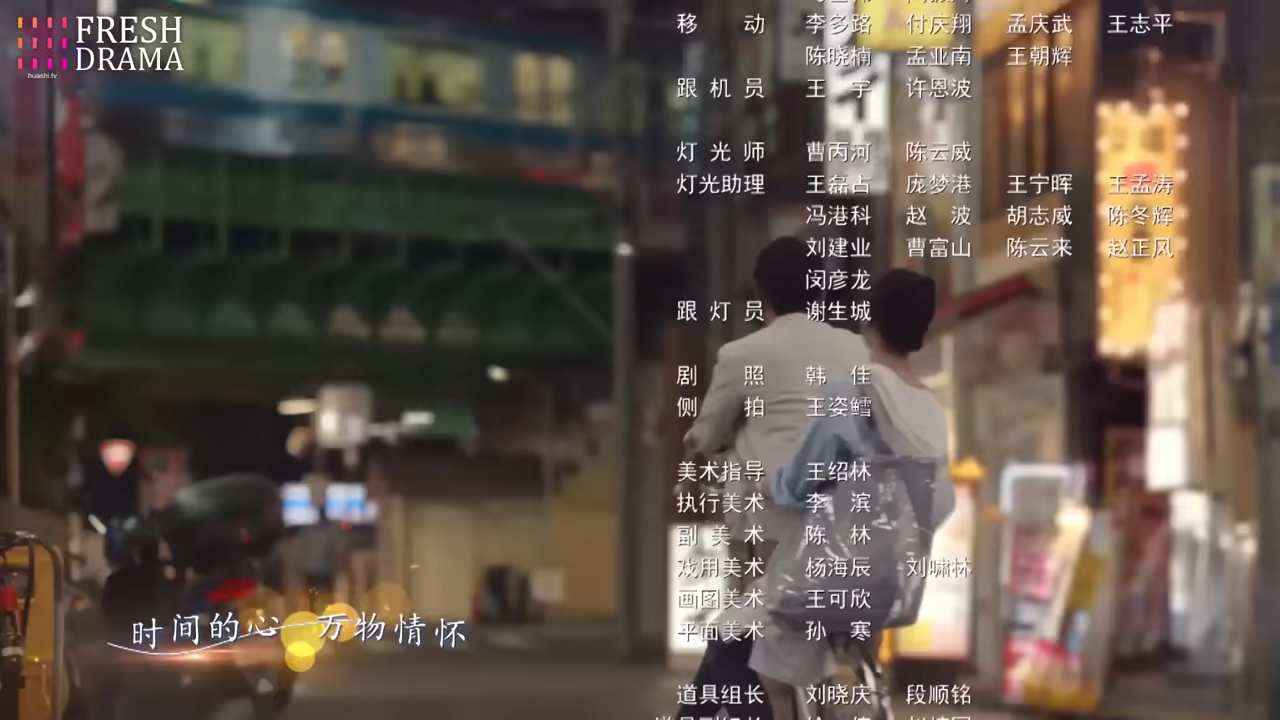 FRESH
DRAMA
huashi.tv
移动 李多路 付庆翔 孟庆武 王志平
陈晓楠 孟亚南 王朝辉
跟机员 王宇 许恩波
灯光师 曹丙河 陈云威
灯光助理 王磊占 庞梦港 王宁晖 王孟涛
冯港科 赵波 胡志威 陈冬辉
刘建业 曹富山 陈云来 赵正风
闵彦龙
跟灯员 谢生城
剧照 韩佳
侧拍 王姿鳕
美术指导 王绍林
执行美术 李滨
副美术 陈林
戏用美术 杨海辰 刘啸林
画图美术 王可欣
平面美术 孙寒
道具组长 刘晓庆 段顺铭
时间的心 万物情怀